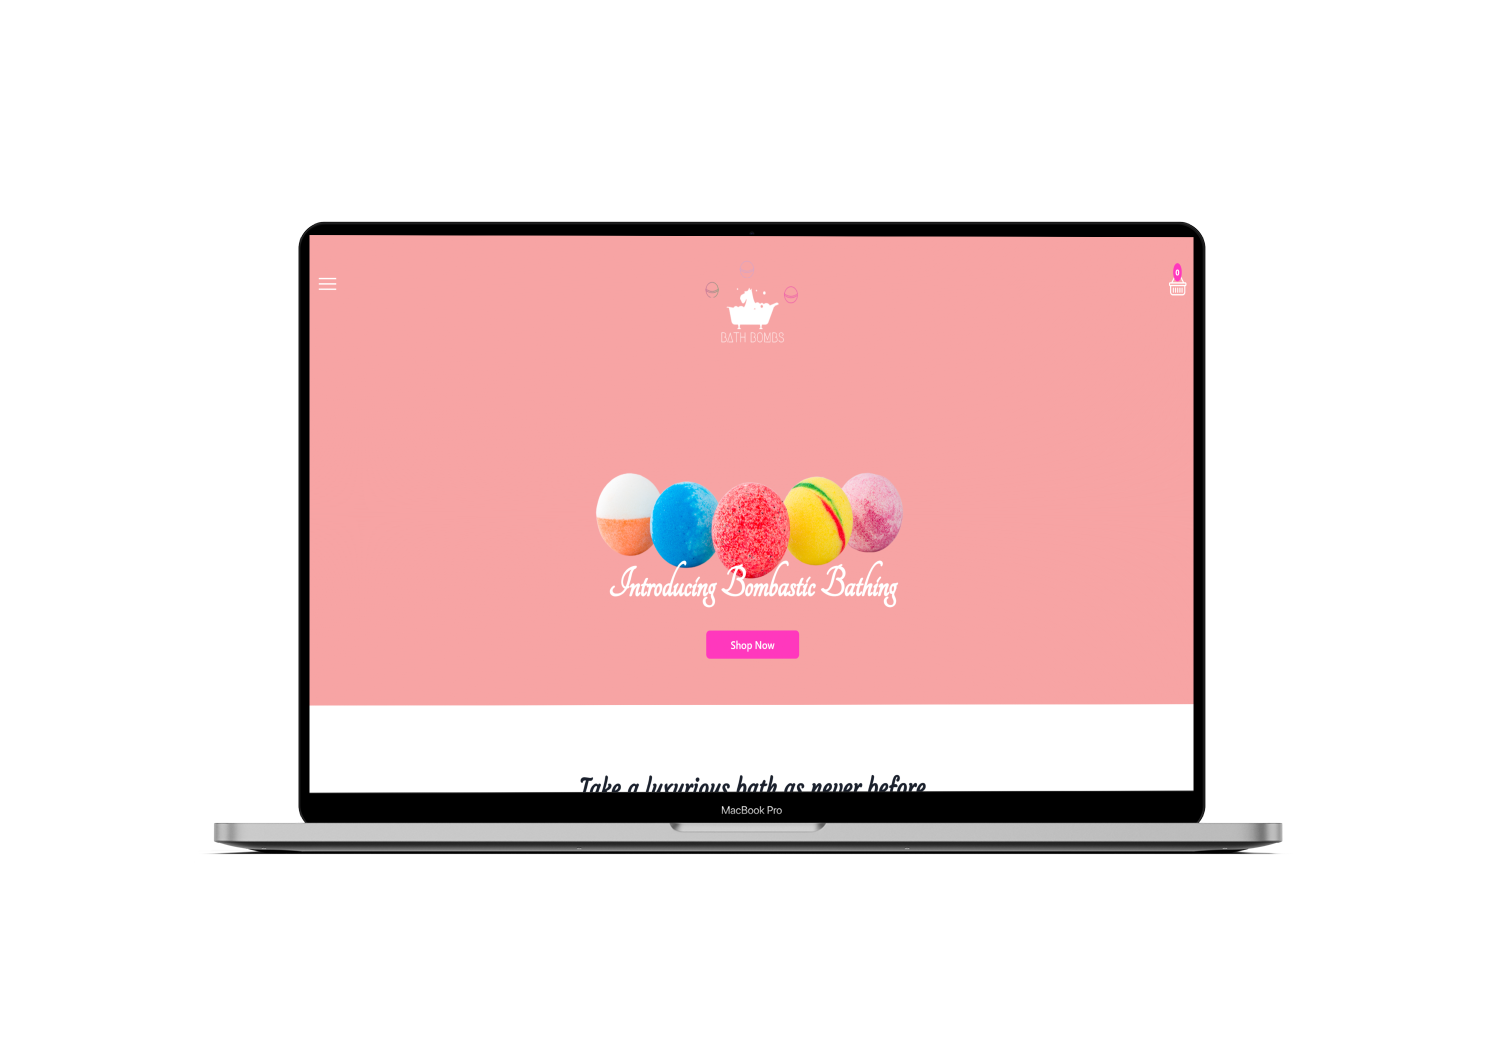 0
BATH BOMBS
Introducing Bombastic Bathing
Shop Now
Take a luxurious bath as never before
MacBook Pro